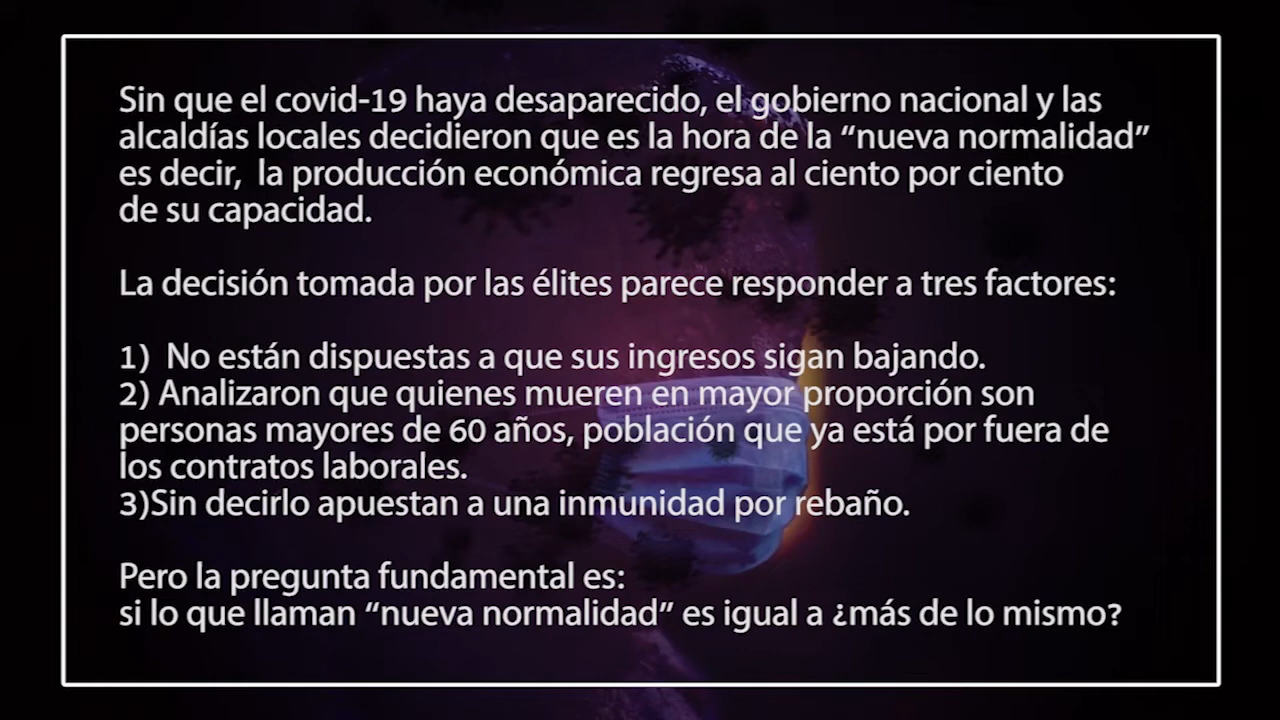 Sin que el covid-19 haya desaparecido, el gobierno nacional y las
alcaldías locales decidieron que es la hora de la “nueva normalidad”
es decir,  la producción económica regresa al ciento por ciento
de su capacidad.
La decisión tomada por las élites parece responder a tres factores:
1)  No están dispuestas a que sus ingresos sigan bajando.
2) Analizaron que quienes mueren en mayor proporción son
personas mayores de 60 años, población que ya está por fuera de
los contratos laborales.
3)Sin decirlo apuestan a una inmunidad por rebaño.
Pero la pregunta fundamental es:
si lo que llaman “nueva normalidad” es igual a ¿más de lo mismo?